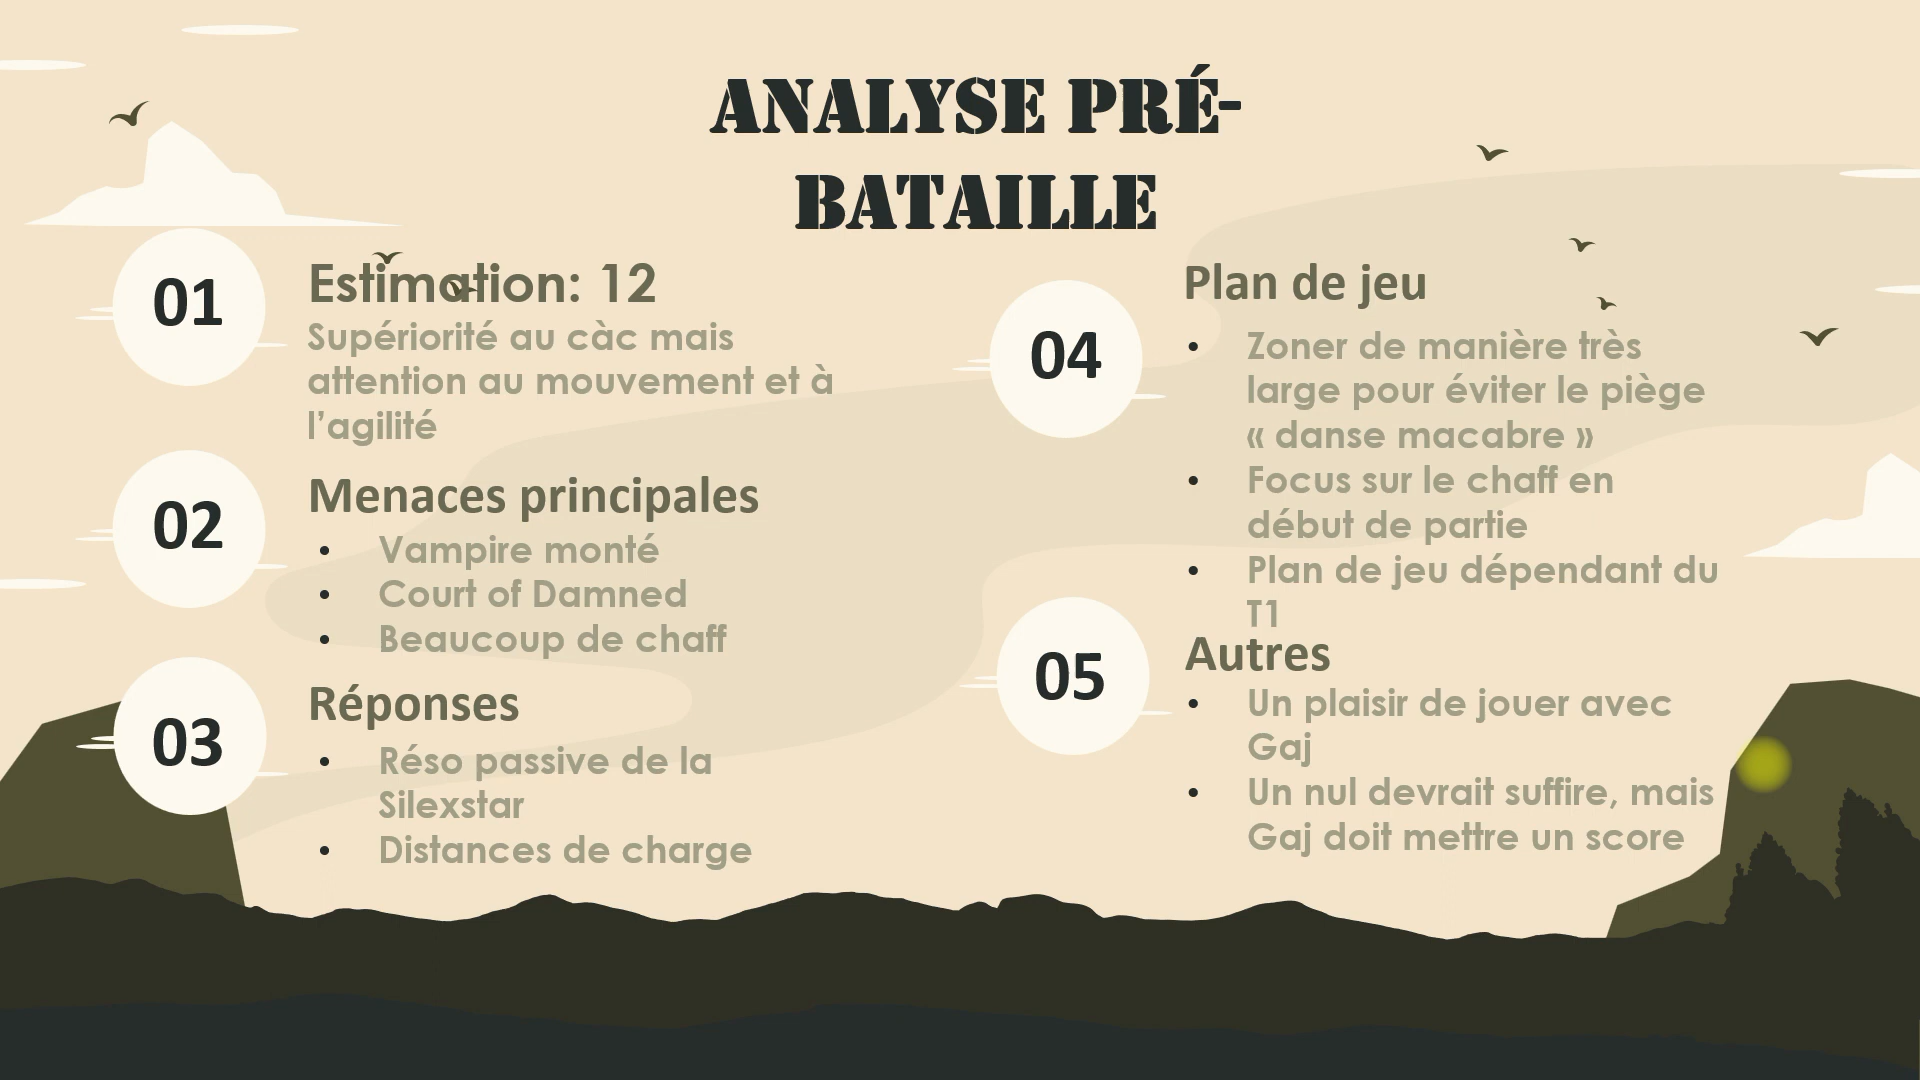 ANALYSE PRÉ-
BATAILLE
01
Estimation: 12
Supériorité au càc mais
attention au mouvement et à
l’agilité
02
Menaces principales
• Vampire monté
• Court of Damned
• Beaucoup de chaff
03
Réponses
• Réso passive de la
Silexstar
• Distances de charge
04
Plan de jeu
• Zoner de manière très
large pour éviter le piège
« danse macabre »
• Focus sur le chaff en
début de partie
• Plan de jeu dépendant du
T1
05
Autres
• Un plaisir de jouer avec
Gaj
• Un nul devrait suffire, mais
Gaj doit mettre un score